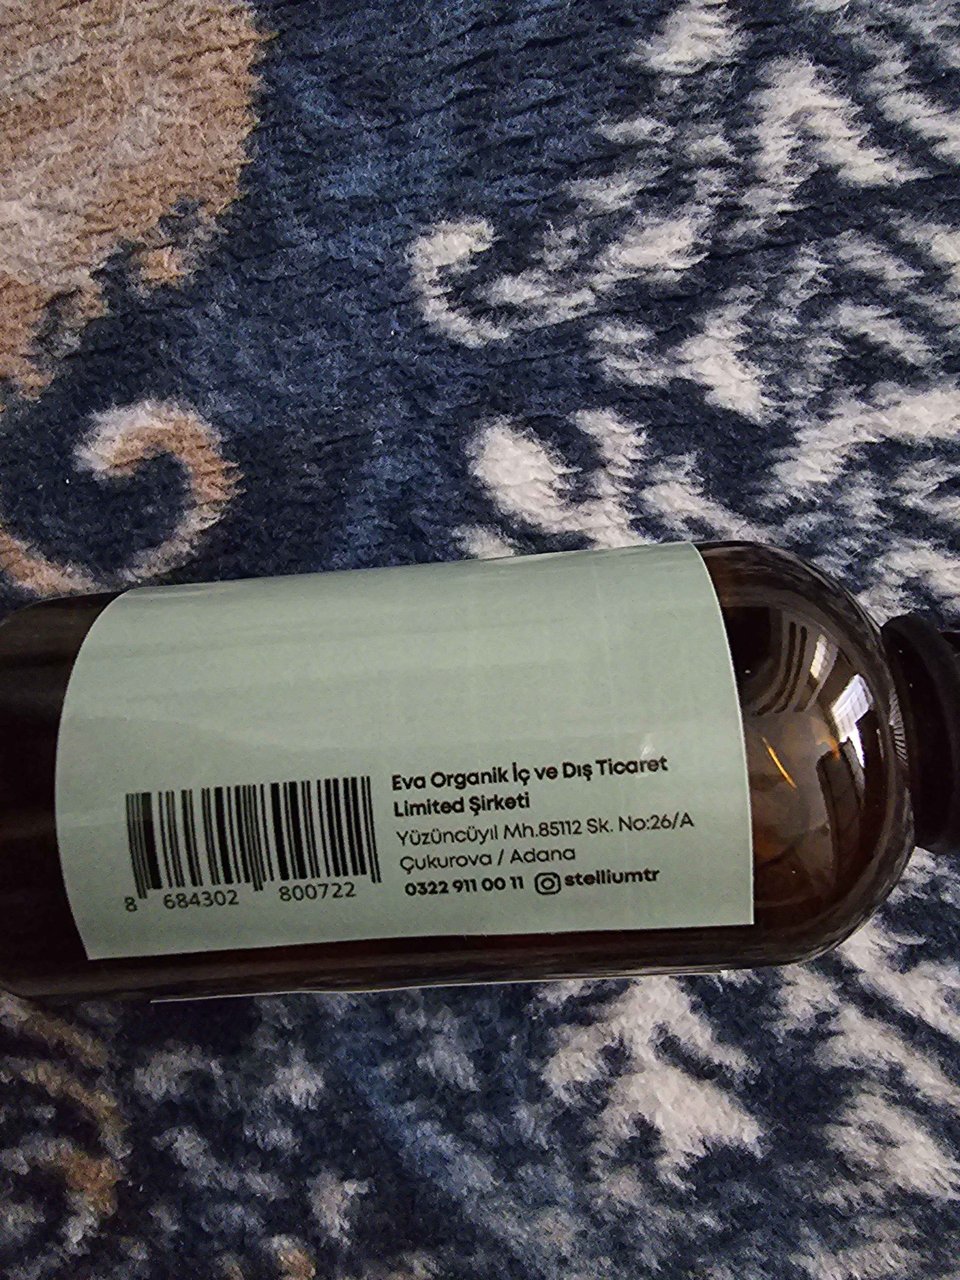 Eva Organik İç ve Dış Ticaret
Limited Şirketi
Yüzüncüyıl Mh.85112 Sk. No:26/A
Çukurova / Adana
0322 911 00 11 stelliumtr
8 684302 800722